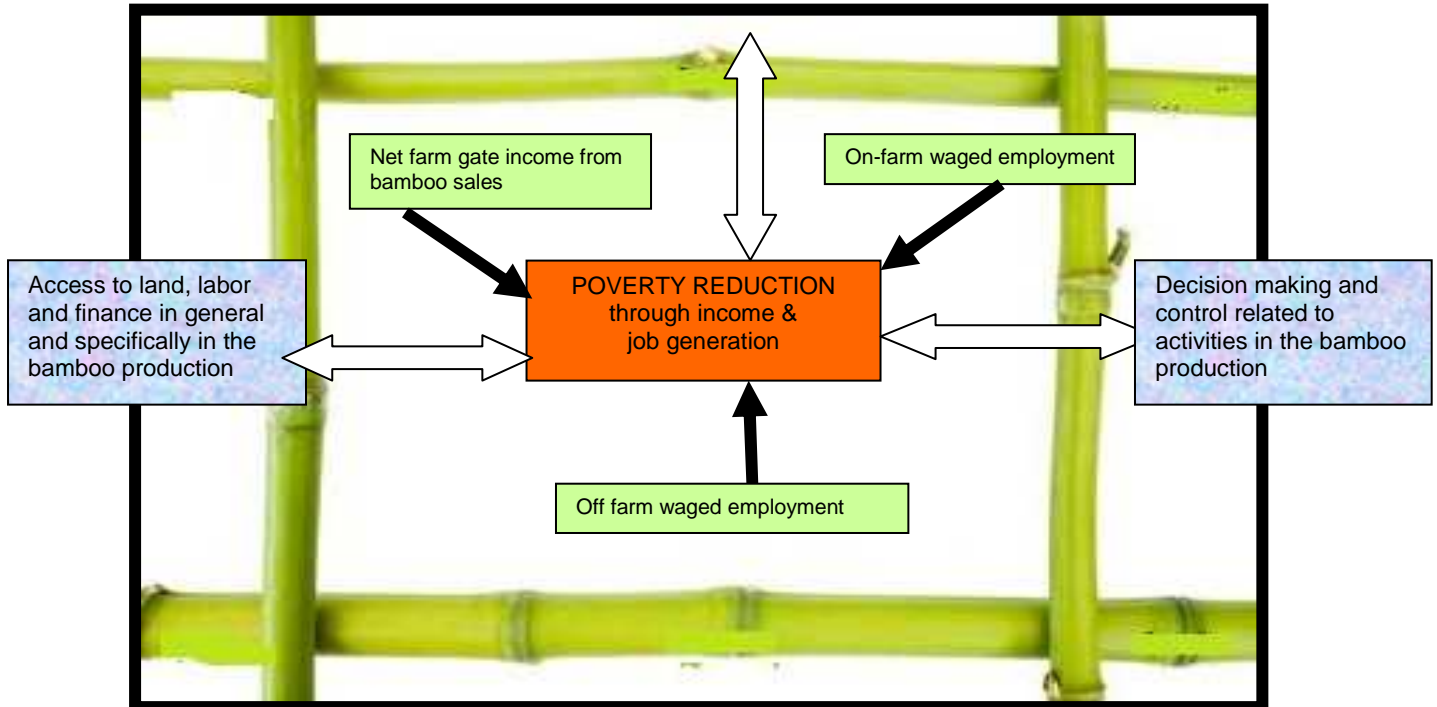 Net farm gate income from
bamboo sales
On-farm waged employment
Access to land, labor
and finance in general
and specifically in the
bamboo production
POVERTY REDUCTION
through income &
job generation
Decision making and
control related to
activities in the bamboo
production
Off farm waged employment